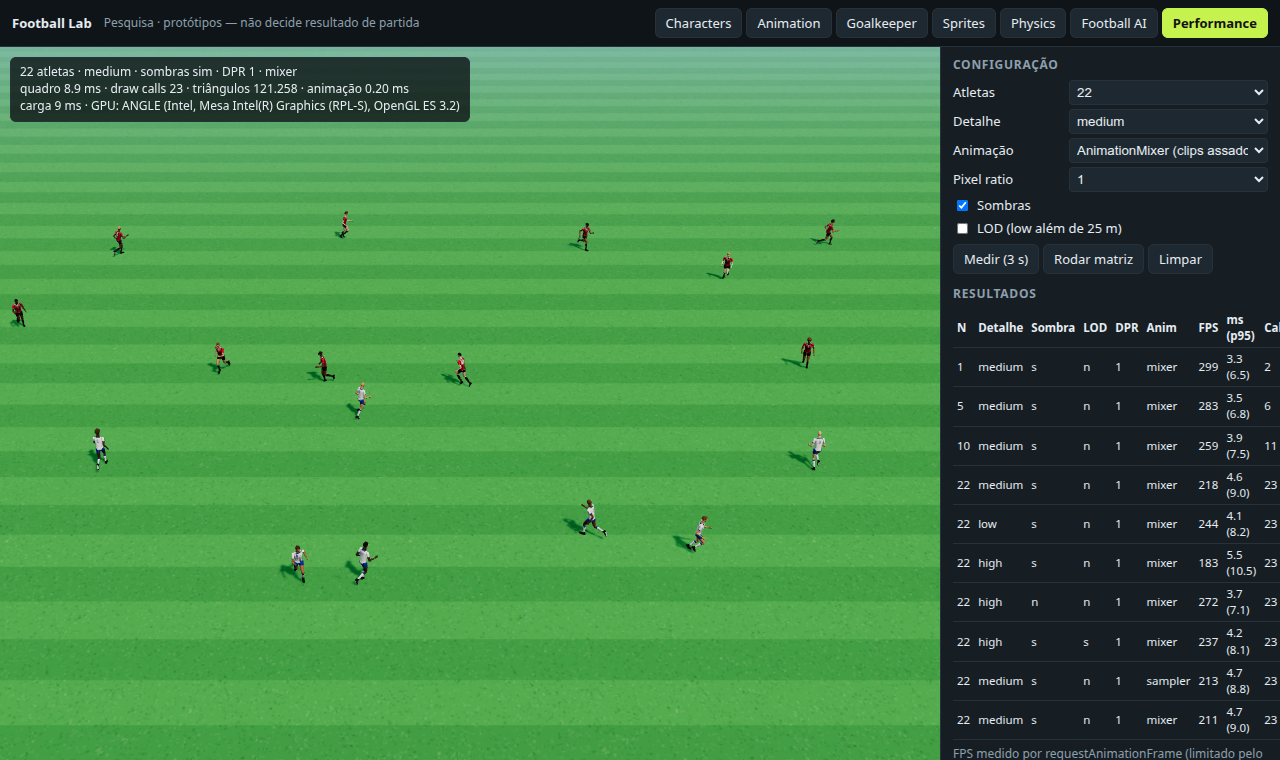 Football Lab Pesquisa · protótipos — não decide resultado de partida Characters Animation Goalkeeper Sprites Physics Football AI Performance
22 atletas · medium · sombras sim · DPR 1 · mixer
quadro 8.9 ms · draw calls 23 · triângulos 121.258 · animação 0.20 ms
carga 9 ms · GPU: ANGLE (Intel, Mesa Intel(R) Graphics (RPL-S), OpenGL ES 3.2)
CONFIGURAÇÃO
Atletas 22
Detalhe medium
Animação AnimationMixer (clips assado
Pixel ratio 1
Sombras
LOD (low além de 25 m)
Medir (3 s) Rodar matriz Limpar
RESULTADOS
N Detalhe Sombra LOD DPR Anim FPS ms (p95) Cal
1 medium s n 1 mixer 299 3.3 (6.5) 2
5 medium s n 1 mixer 283 3.5 (6.8) 6
10 medium s n 1 mixer 259 3.9 (7.5) 11
22 medium s n 1 mixer 218 4.6 (9.0) 23
22 low s n 1 mixer 244 4.1 (8.2) 23
22 high s n 1 mixer 183 5.5 (10.5) 23
22 high n n 1 mixer 272 3.7 (7.1) 23
22 high s s 1 mixer 237 4.2 (8.1) 23
22 medium s n 1 sampler 213 4.7 (8.8) 23
22 medium s n 1 mixer 211 4.7 (9.0) 23
FPS medido por requestAnimationFrame (limitado pelo